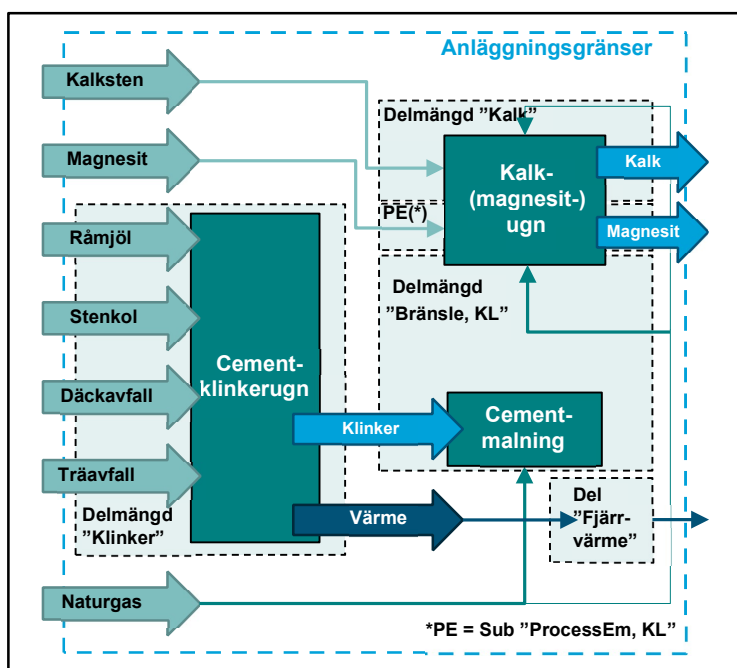 Anläggningsgränser
Kalksten
Magnesit
Råmjöl
Stenkol
Däckavfall
Träavfall
Delmängd
”Klinker”
Naturgas
Cement-
klinkerugn
Klinker
Värme
Delmängd ”Kalk”
PE(*)
Kalk-
(magnesit-)
ugn
Kalk
Magnesit
Delmängd
”Bränsle, KL”
Cement-
malning
Del
”Fjärr-
värme”
*PE = Sub ”ProcessEm, KL”